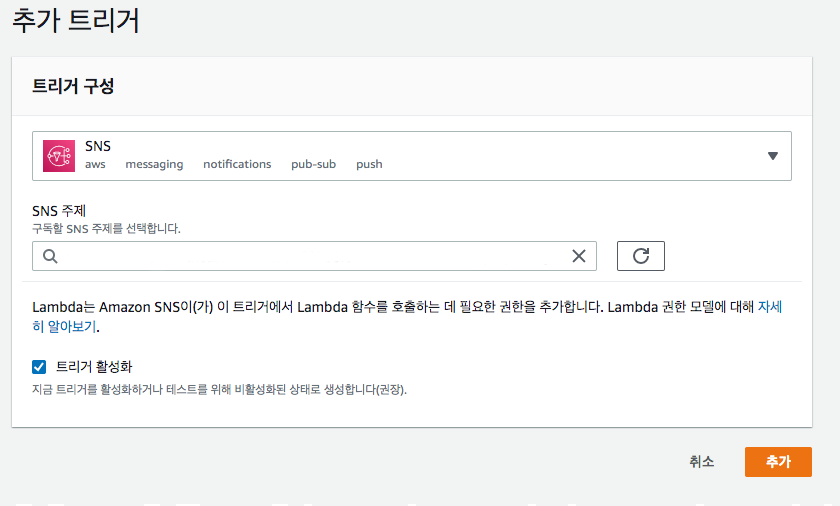 추가 트리거
트리거 구성
SNS
aws messaging notifications pub-sub push
SNS 주제
구독할 SNS 주제를 선택합니다.
Lambda는 Amazon SNS이(가) 이 트리거에서 Lambda 함수를 호출하는 데 필요한 권한을 추가합니다. Lambda 권한 모델에 대해 자세
히 알아보기.
트리거 활성화
지금 트리거를 활성화하거나 테스트를 위해 비활성화된 상태로 생성합니다(권장).
취소 추가